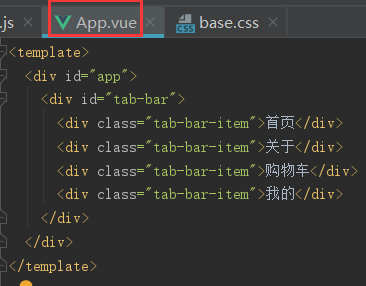 .js App.vue base.css
<template>
<div id="app">
<div id="tab-bar">
<div class="tab-bar-item">首页</div>
<div class="tab-bar-item">关于</div>
<div class="tab-bar-item">购物车</div>
<div class="tab-bar-item">我的</div>
</div>
</div>
</template>